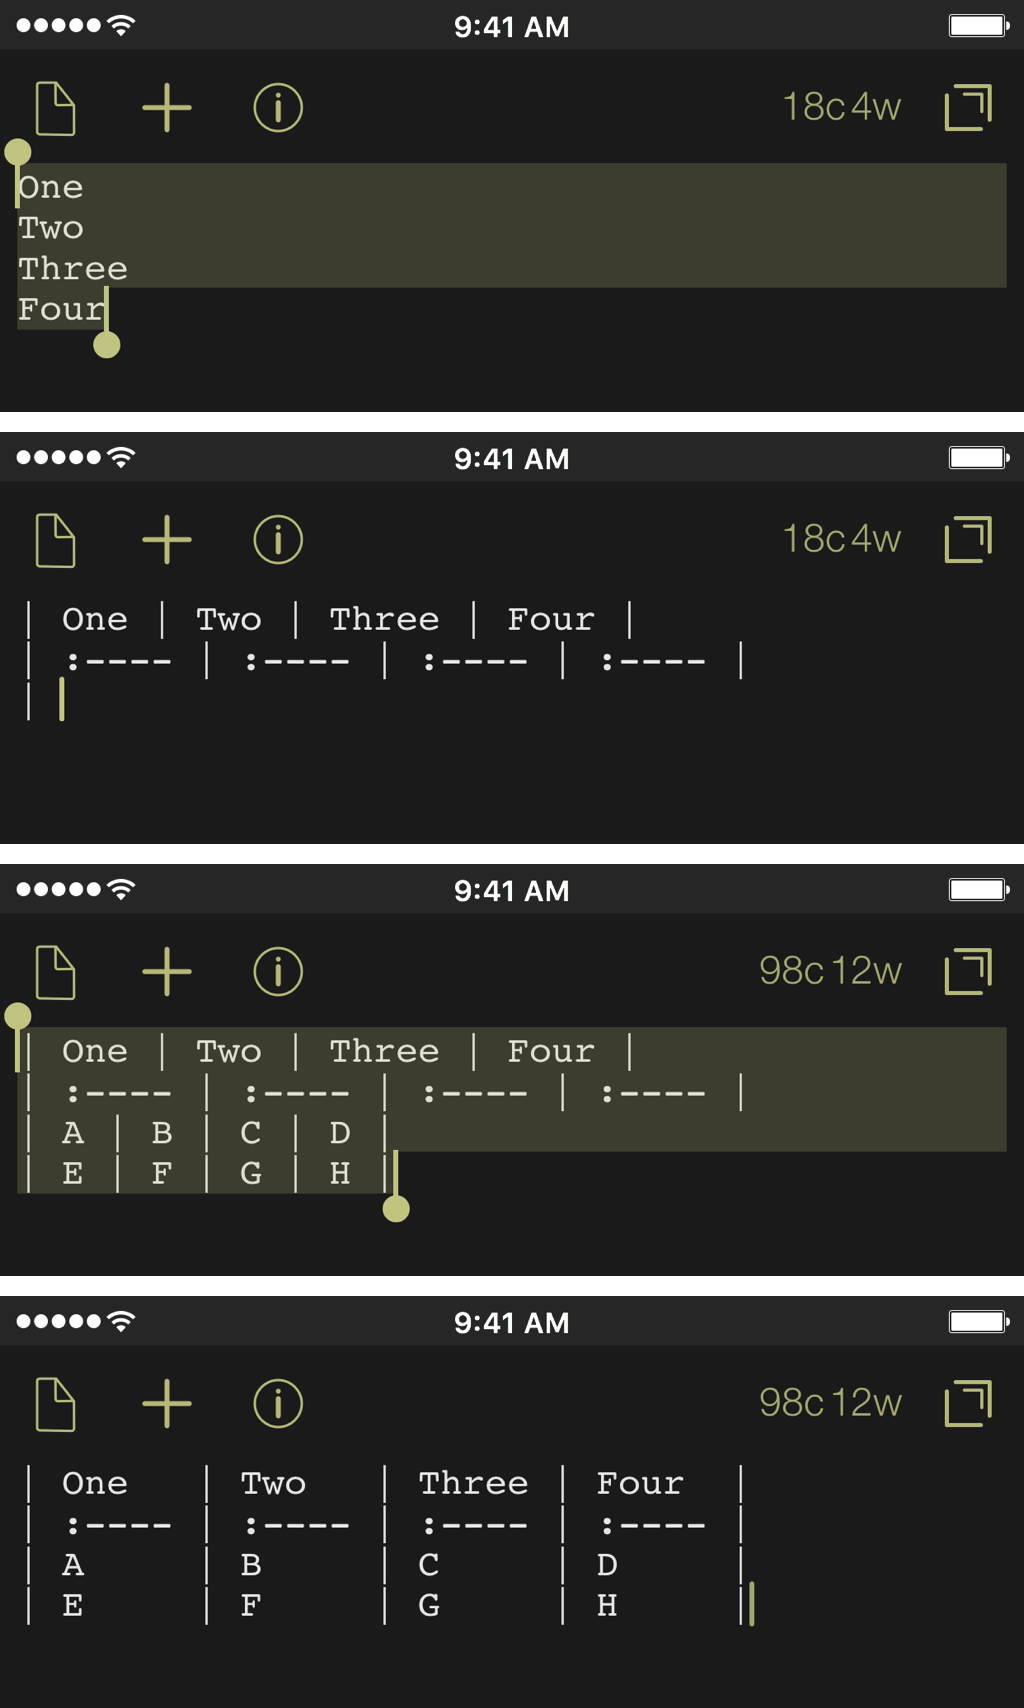 9:41 AM
18c 4w
One
Two
Three
Four
9:41 AM
18c 4w
| One | Two | Three | Four |
| :---- | :---- | :---- | :---- |
|
9:41 AM
98c 12w
| One | Two | Three | Four |
| :---- | :---- | :---- | :---- |
| A | B | C | D |
| E | F | G | H |
9:41 AM
98c 12w
| One   | Two   | Three | Four  |
| :---- | :---- | :---- | :---- |
| A     | B     | C     | D     |
| E     | F     | G     | H     |